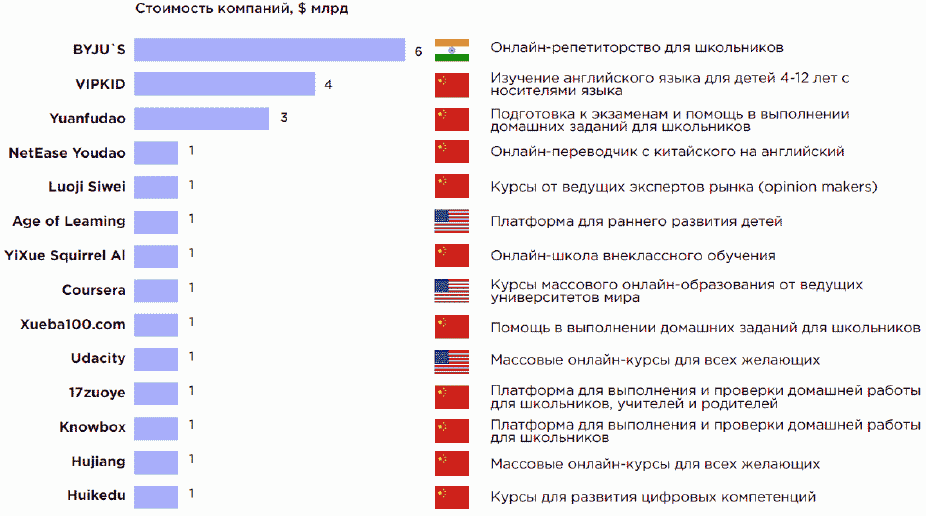 Стоимость компаний, $ млрд
BYJU`S 6 Онлайн-репетиторство для школьников
VIPKID 4 Изучение английского языка для детей 4-12 лет с
носителями языка
Yuanfudao 3 Подготовка к экзаменам и помощь в выполнении
домашних заданий для школьников
NetEase Youdao 1 Онлайн-переводчик с китайского на английский
Luoji Siwei 1 Курсы от ведущих экспертов рынка (opinion makers)
Age of Leaming 1 Платформа для раннего развития детей
YiXue Squirrel Al 1 Онлайн-школа внеклассного обучения
Coursera 1 Курсы массового онлайн-образования от ведущих
университетов мира
Xueba100.com 1 Помощь в выполнении домашних заданий для школьников
Udacity 1 Массовые онлайн-курсы для всех желающих
17zuoye 1 Платформа для выполнения и проверки домашней работы
для школьников, учителей и родителей
Knowbox 1 Платформа для выполнения и проверки домашней работы
для школьников
Hujiang 1 Массовые онлайн-курсы для всех желающих
Huikedu 1 Курсы для развития цифровых компетенций